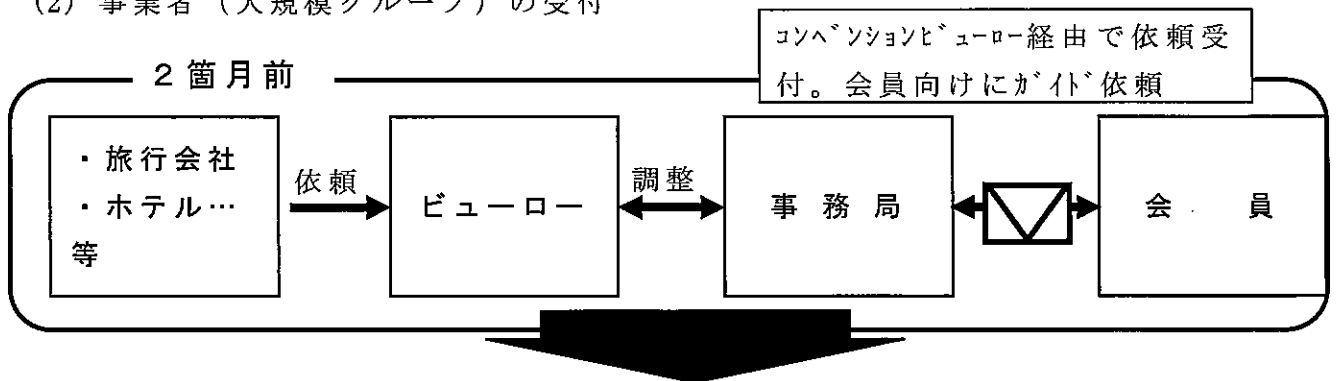 (2) 事業者（大規模グループ）の受付
ｺﾝﾍﾞﾝｼｮﾝﾋﾞｭｰﾛｰ経由で依頼受
付。会員向けにｶﾞｲﾄﾞ依頼
２箇月前
・旅行会社
・ホテル…
等
依頼
ビューロー
調整
事務局
会　員